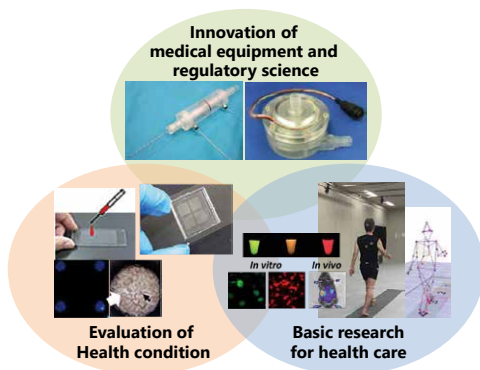 Innovation of
medical equipment and
regulatory science
In vitro
In vivo
Evaluation of
Health condition
Basic research
for health care